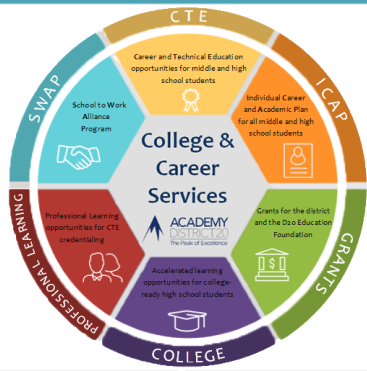 CTE
Career and Technical Education
opportunities for middle and high
school students
ICAP
Individual Career
and Academic Plan
for all middle and high
school students
GRANTS
Grants for the district
and the D20 Education
Foundation
COLLEGE
Accelerated learning
opportunities for college-
ready high school students
PROFESSIONAL LEARNING
Professional Learning
opportunities for CTE
credentialing
SWAP
School to Work
Alliance
Program
College &
Career
Services
ACADEMY
DISTRICT 20
The Peak of Excellence